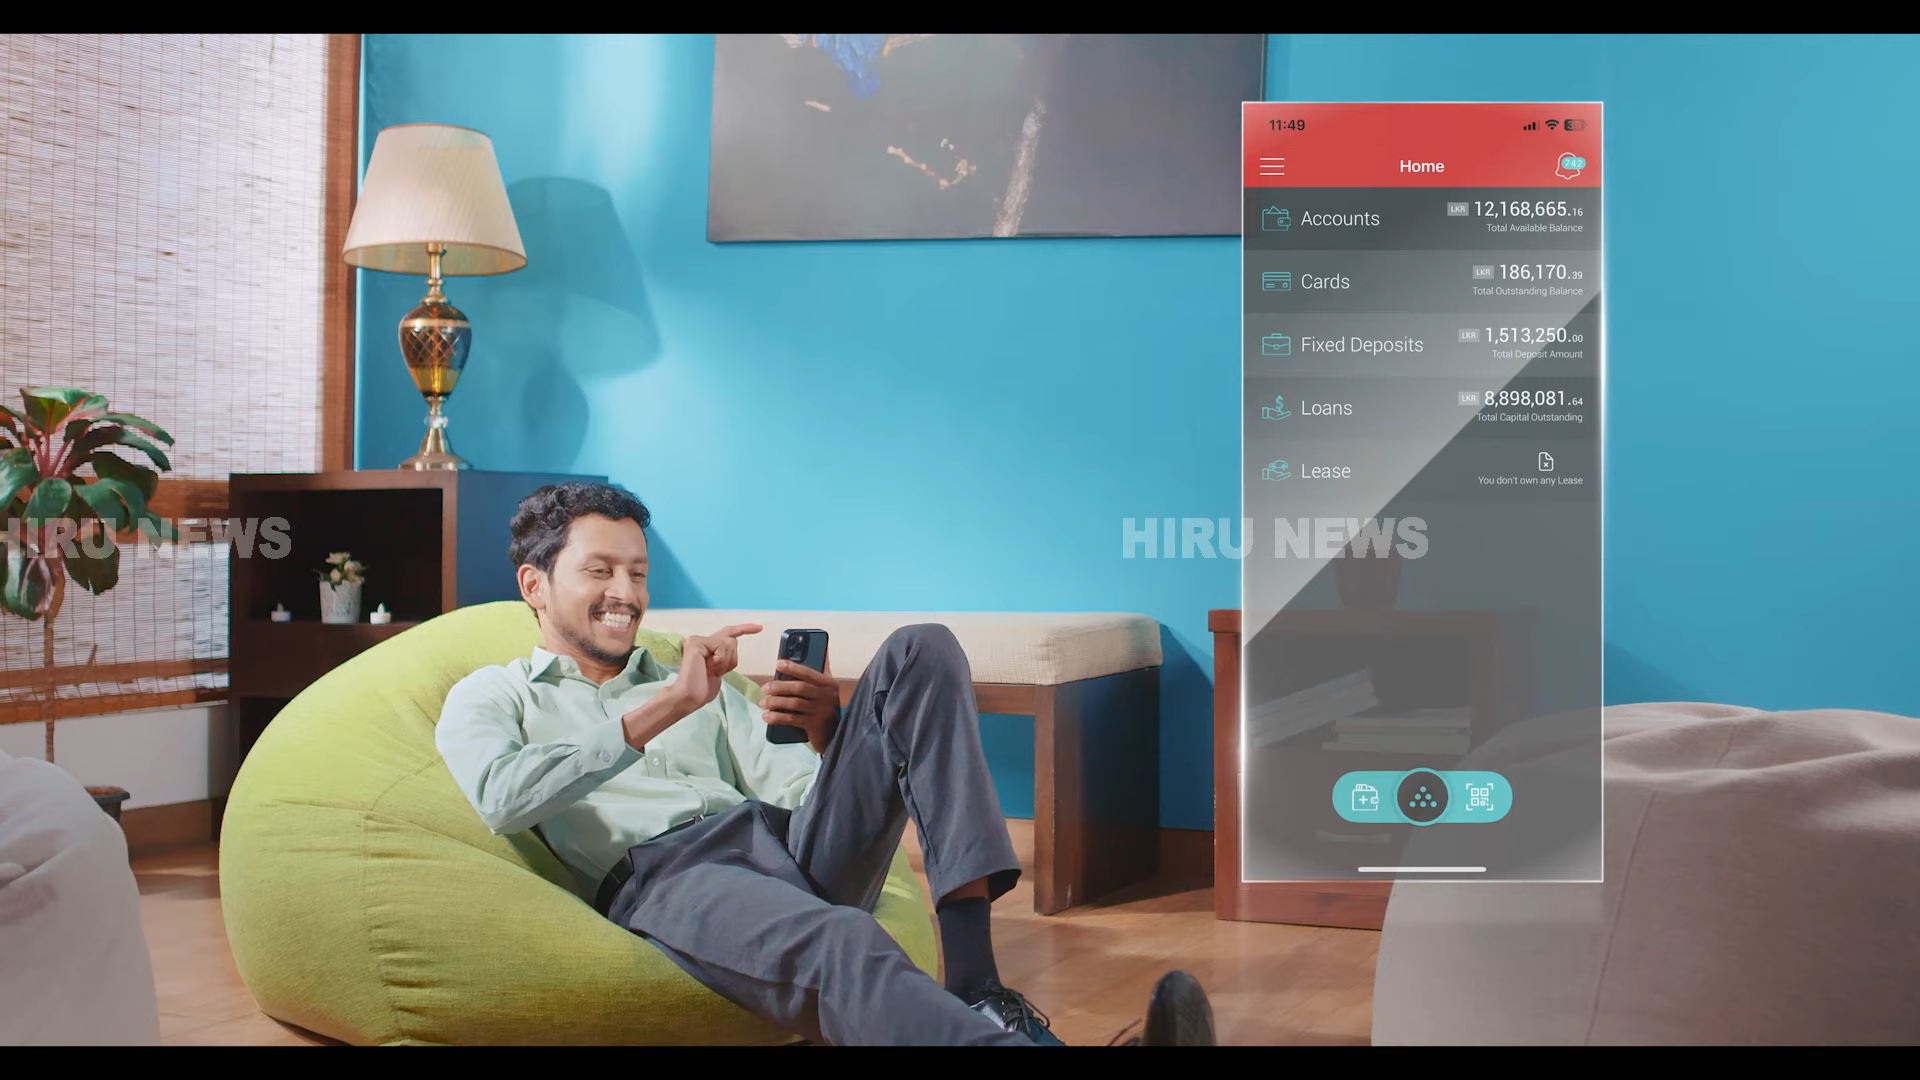 11:49
Home
742
Accounts
LKR 12,168,665.16
Total Available Balance
Cards
LKR 186,170.39
Total Outstanding Balance
Fixed Deposits
LKR 1,513,250.00
Total Deposit Amount
Loans
LKR 8,898,081.64
Total Capital Outstanding
Lease
You don't own any Lease
HIRU NEWS
HIRU NEWS